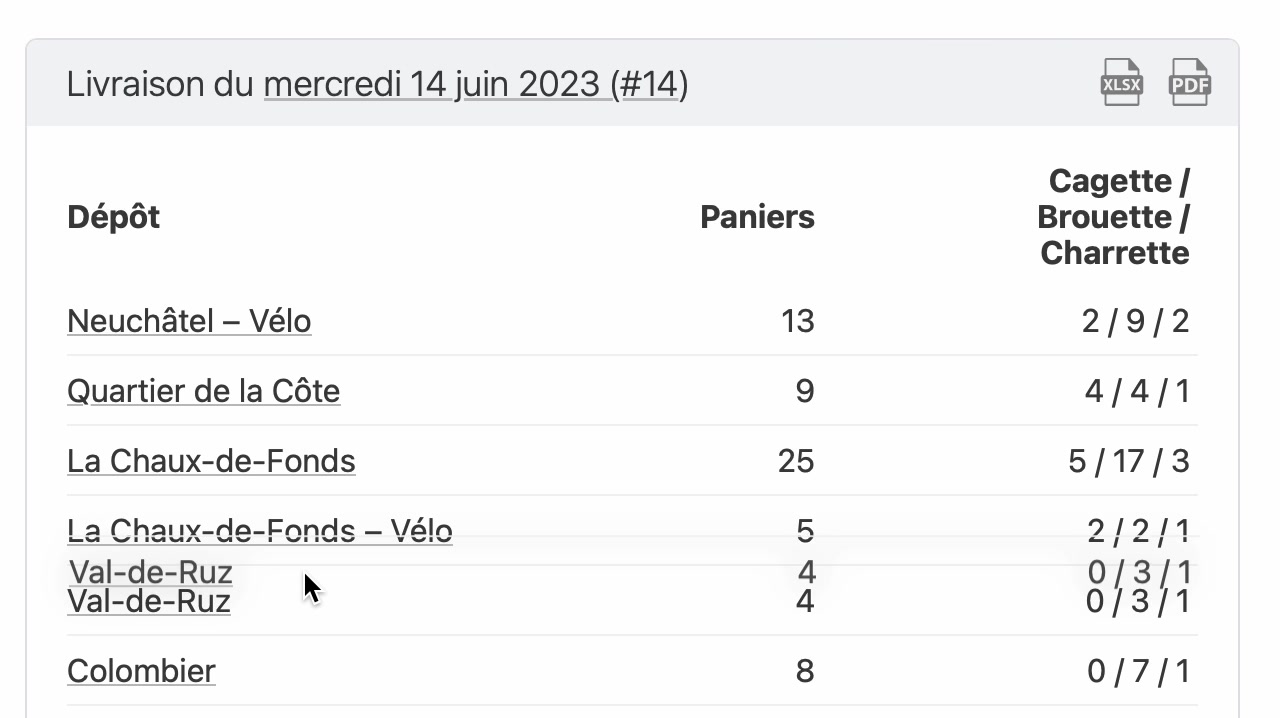 Livraison du mercredi 14 juin 2023 (#14)
XLSX PDF
Dépôt Paniers Cagette / Brouette / Charrette
Neuchâtel – Vélo 13 2 / 9 / 2
Quartier de la Côte 9 4 / 4 / 1
La Chaux-de-Fonds 25 5 / 17 / 3
La Chaux-de-Fonds – Vélo 5 2 / 2 / 1
Val-de-Ruz 4 0 / 3 / 1
Val-de-Ruz 4 0 / 3 / 1
Colombier 8 0 / 7 / 1